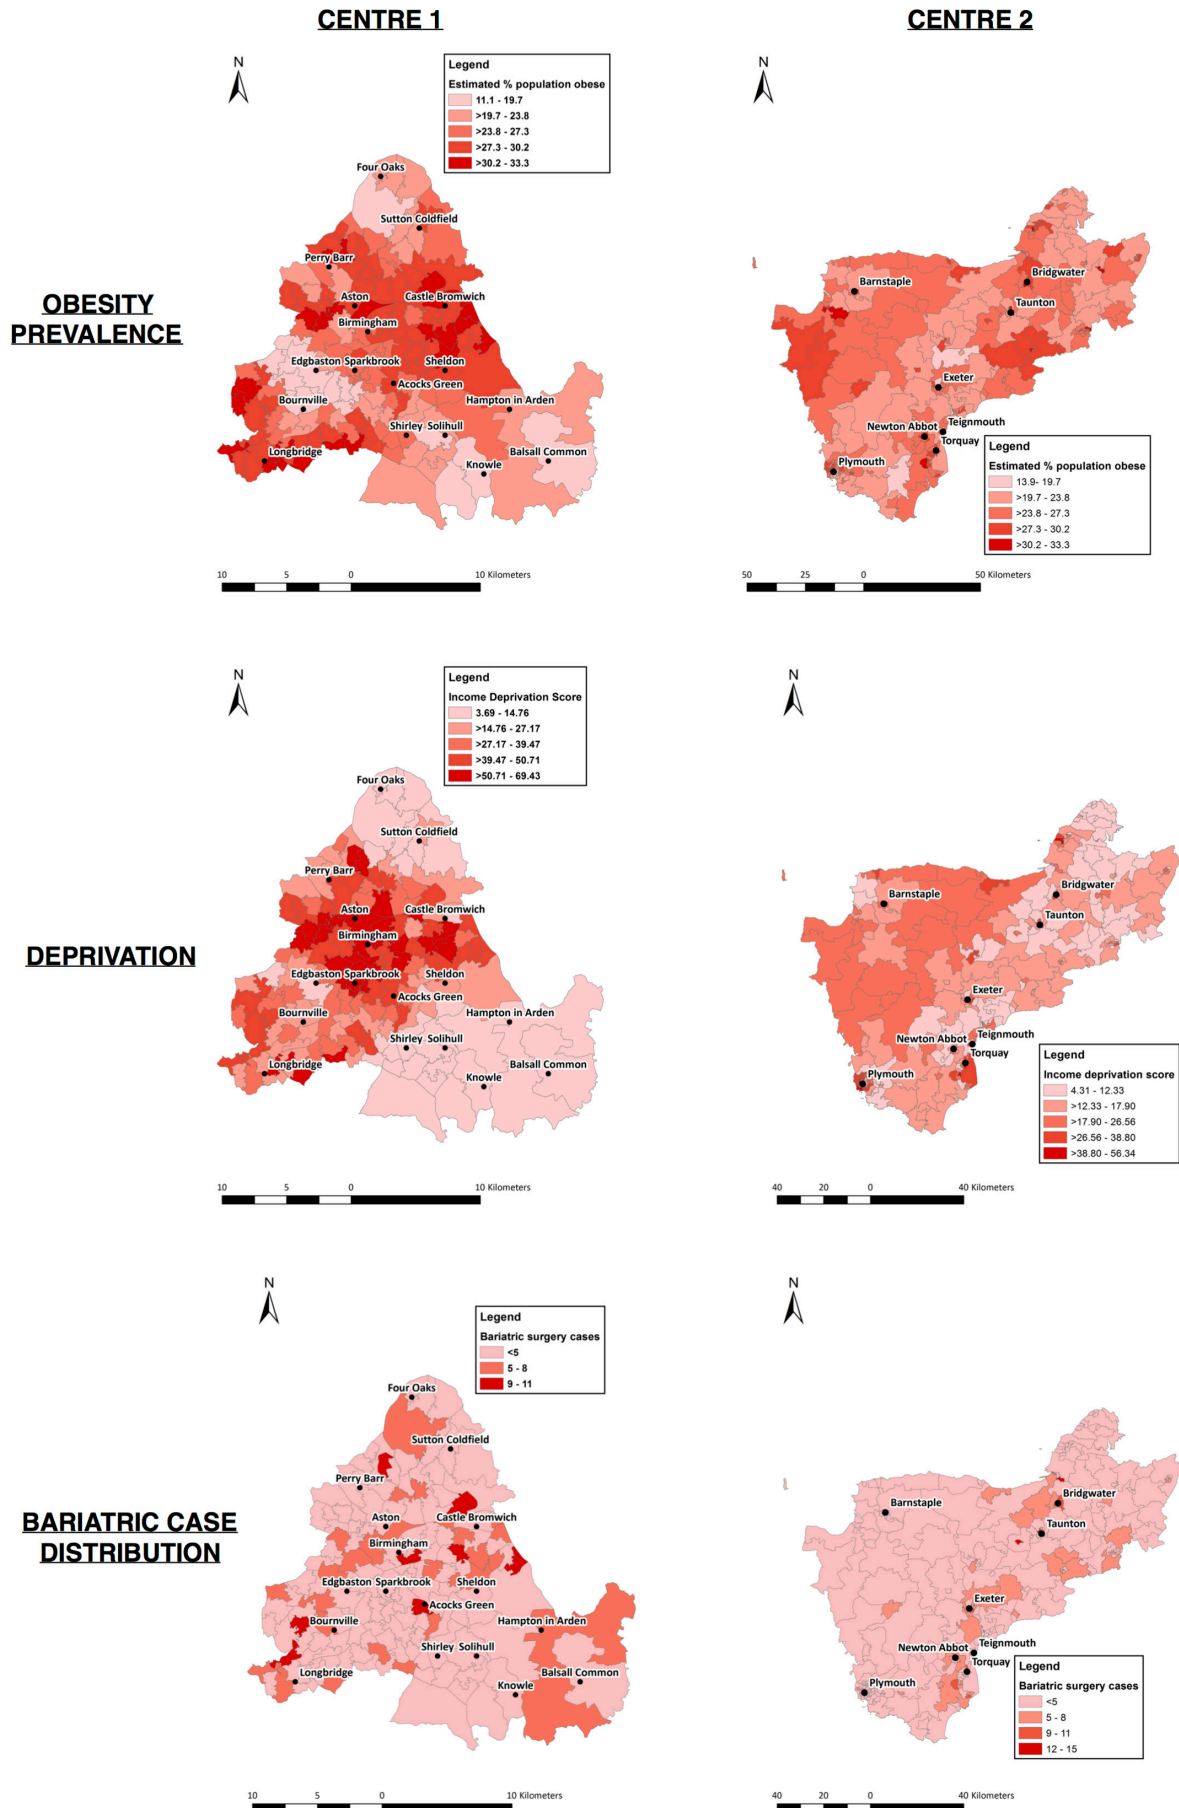 CENTRE 1
CENTRE 2
OBESITY
PREVALENCE
N
Legend
Estimated % population obese
11.1 - 19.7
>19.7 - 23.8
>23.8 - 27.3
>27.3 - 30.2
>30.2 - 33.3
Four Oaks
Sutton Coldfield
Perry Barr
Aston
Castle Bromwich
Birmingham
Edgbaston Sparkbrook
Sheldon
Acocks Green
Bournville
Hampton in Arden
Shirley Solihull
Longbridge
Knowle
Balsall Common
10 5 0 10 Kilometers
N
Barnstaple
Bridgwater
Taunton
Exeter
Newton Abbot
Teignmouth
Torquay
Plymouth
Legend
Estimated % population obese
13.9- 19.7
>19.7 - 23.8
>23.8 - 27.3
>27.3 - 30.2
>30.2 - 33.3
50 25 0 50 Kilometers
DEPRIVATION
N
Legend
Income Deprivation Score
3.69 - 14.76
>14.76 - 27.17
>27.17 - 39.47
>39.47 - 50.71
>50.71 - 69.43
Four Oaks
Sutton Coldfield
Perry Barr
Aston
Castle Bromwich
Birmingham
Edgbaston Sparkbrook
Sheldon
Acocks Green
Bournville
Hampton in Arden
Shirley Solihull
Longbridge
Knowle
Balsall Common
10 5 0 10 Kilometers
N
Barnstaple
Bridgwater
Taunton
Exeter
Newton Abbot
Teignmouth
Torquay
Plymouth
Legend
Income deprivation score
4.31 - 12.33
>12.33 - 17.90
>17.90 - 26.56
>26.56 - 38.80
>38.80 - 56.34
40 20 0 40 Kilometers
BARIATRIC CASE
DISTRIBUTION
N
Legend
Bariatric surgery cases
<5
5 - 8
9 - 11
Four Oaks
Sutton Coldfield
Perry Barr
Aston
Castle Bromwich
Birmingham
Edgbaston Sparkbrook
Sheldon
Acocks Green
Bournville
Hampton in Arden
Shirley Solihull
Longbridge
Knowle
Balsall Common
10 5 0 10 Kilometers
N
Barnstaple
Bridgwater
Taunton
Exeter
Newton Abbot
Teignmouth
Torquay
Plymouth
Legend
Bariatric surgery cases
<5
5 - 8
9 - 11
12 - 15
40 20 0 40 Kilometers